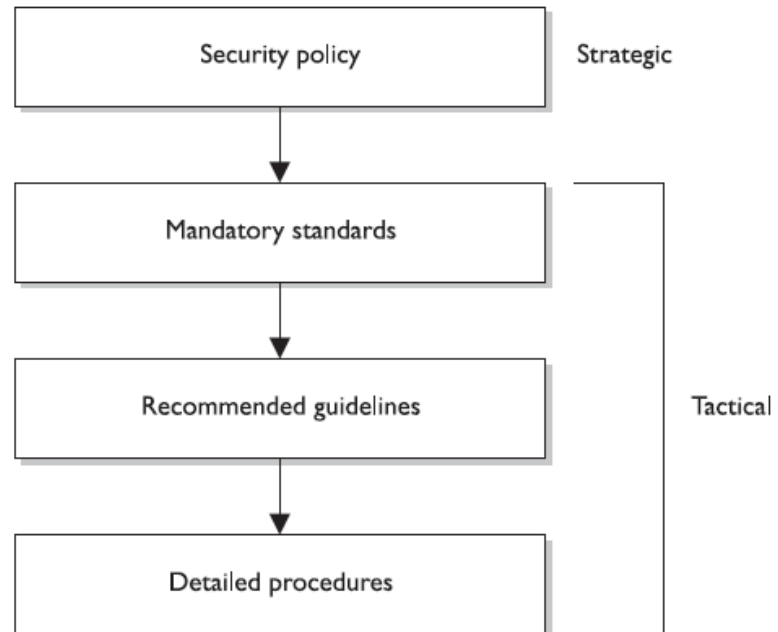 Security policy
Strategic
Mandatory standards
Recommended guidelines
Tactical
Detailed procedures